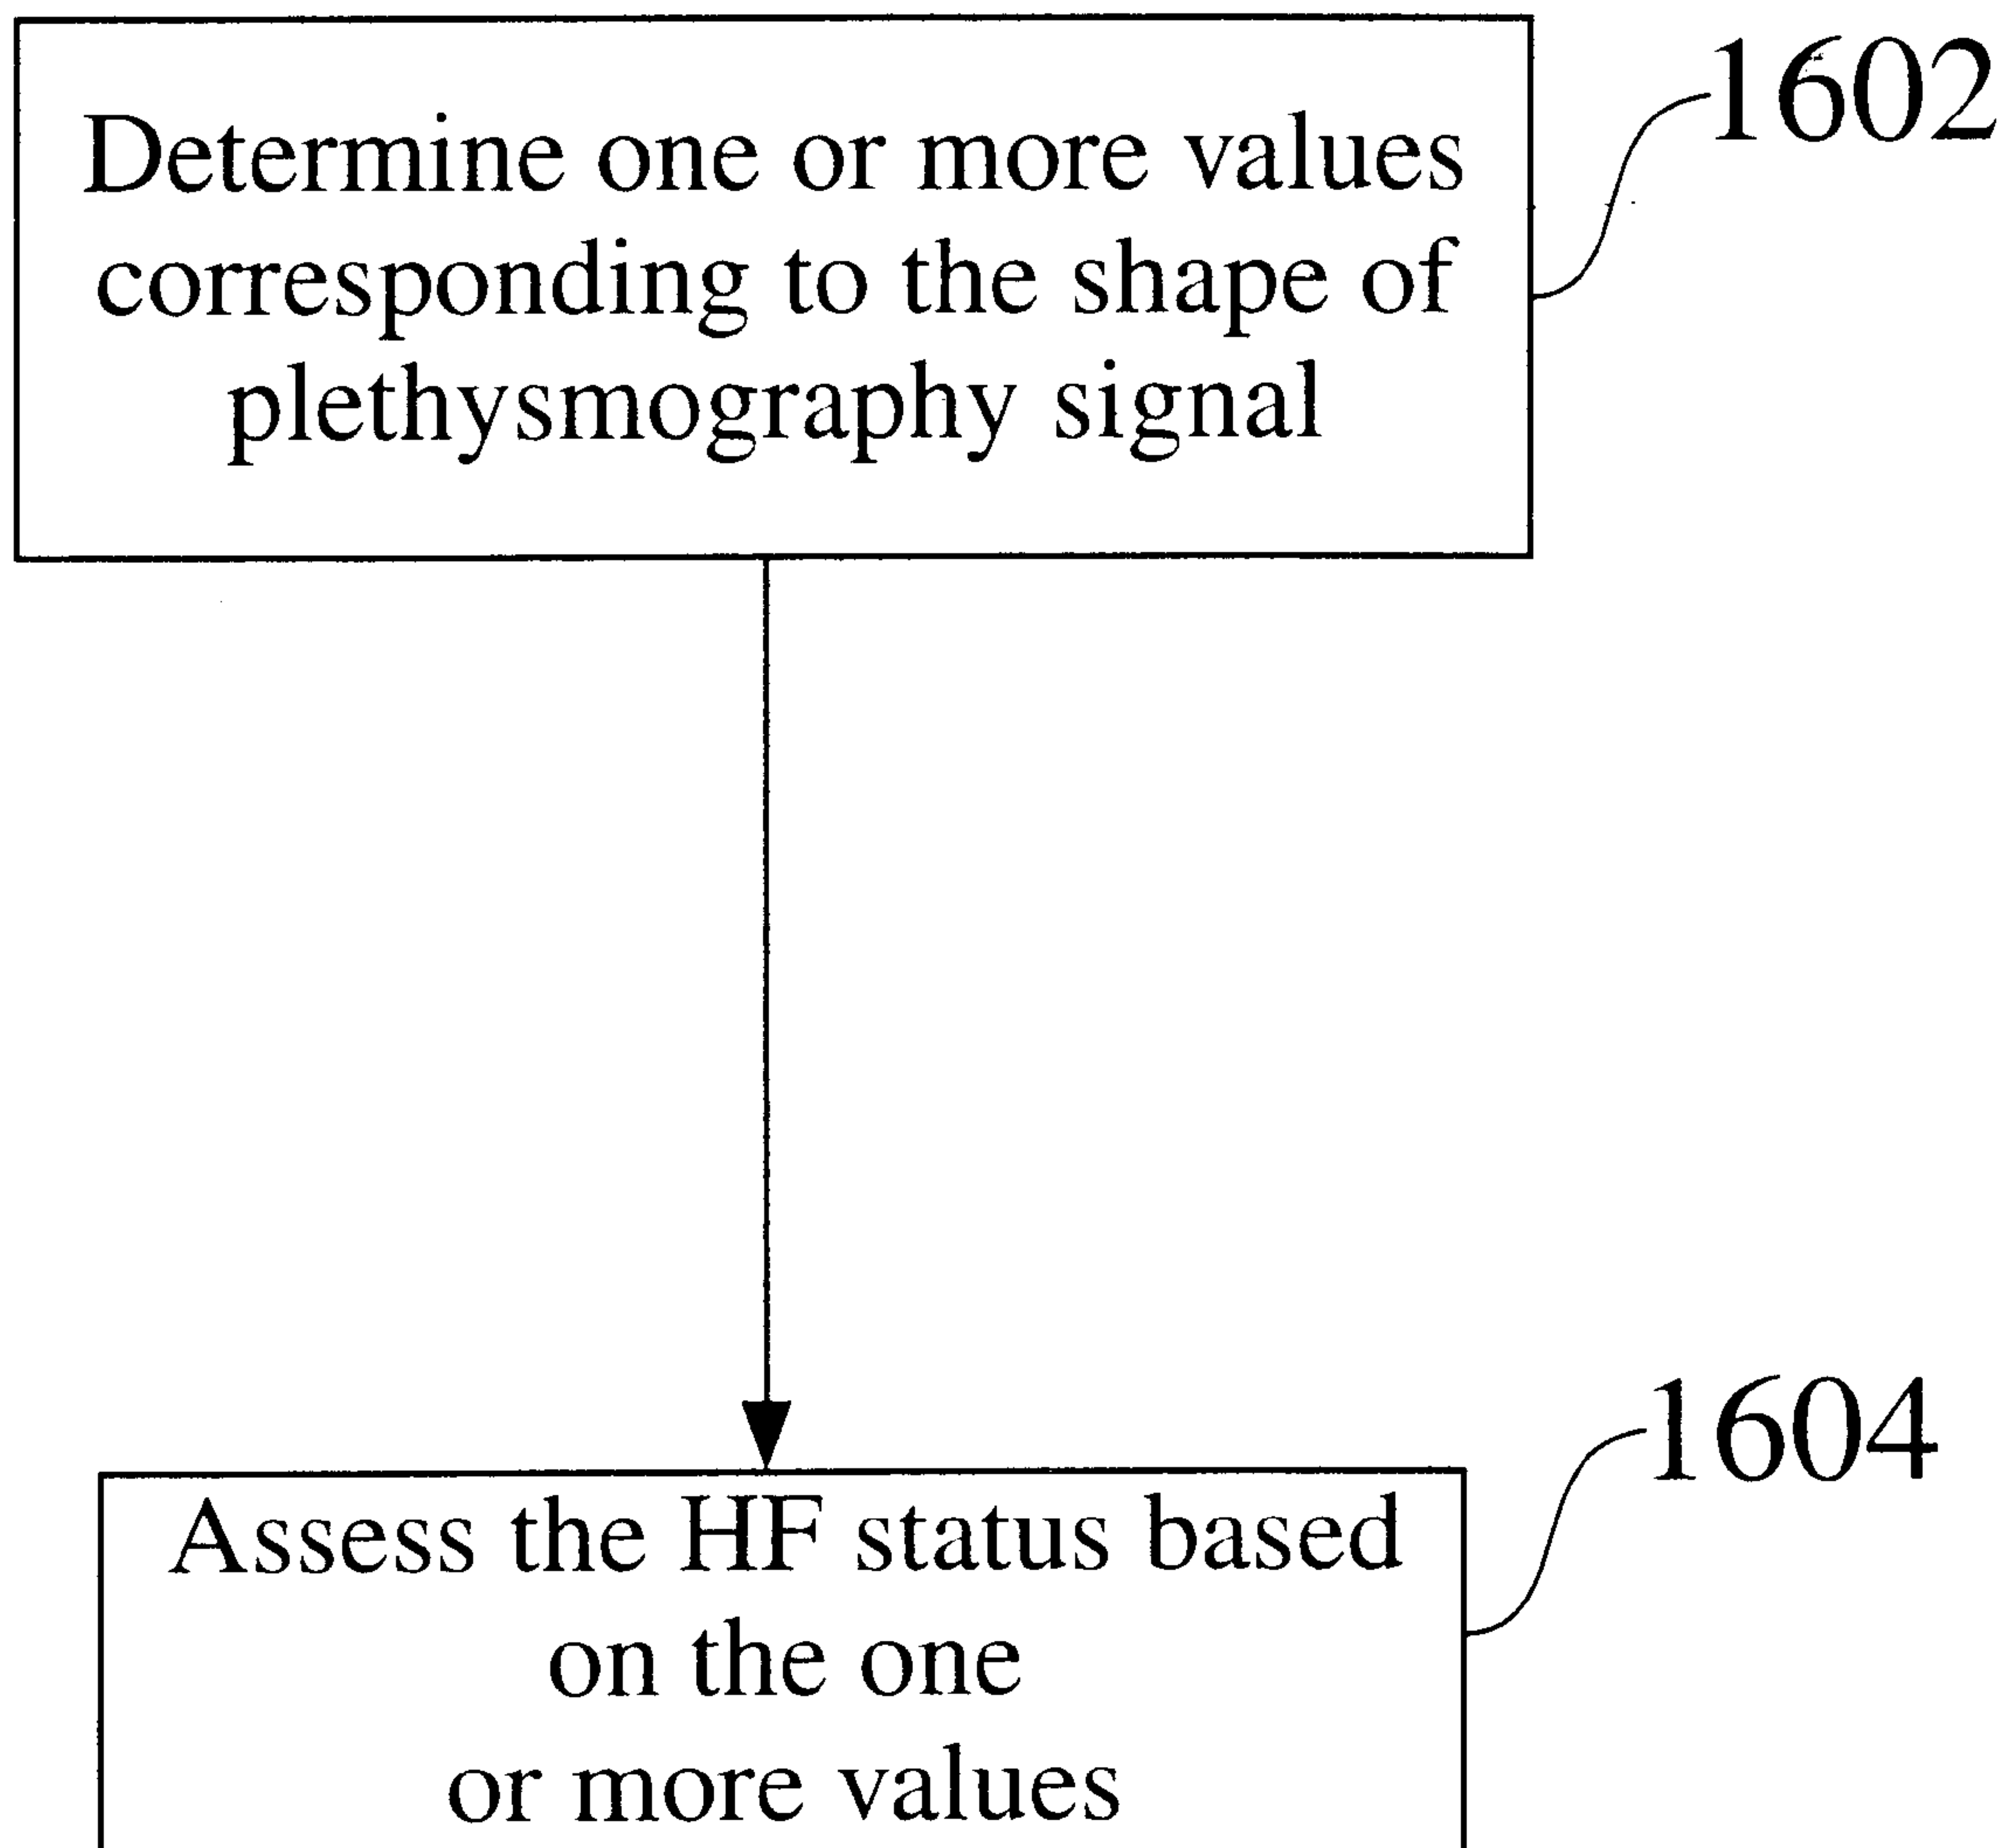 1602
Determine one or more values
corresponding to the shape of
plethysmography signal
1604
Assess the HF status based
on the one
or more values